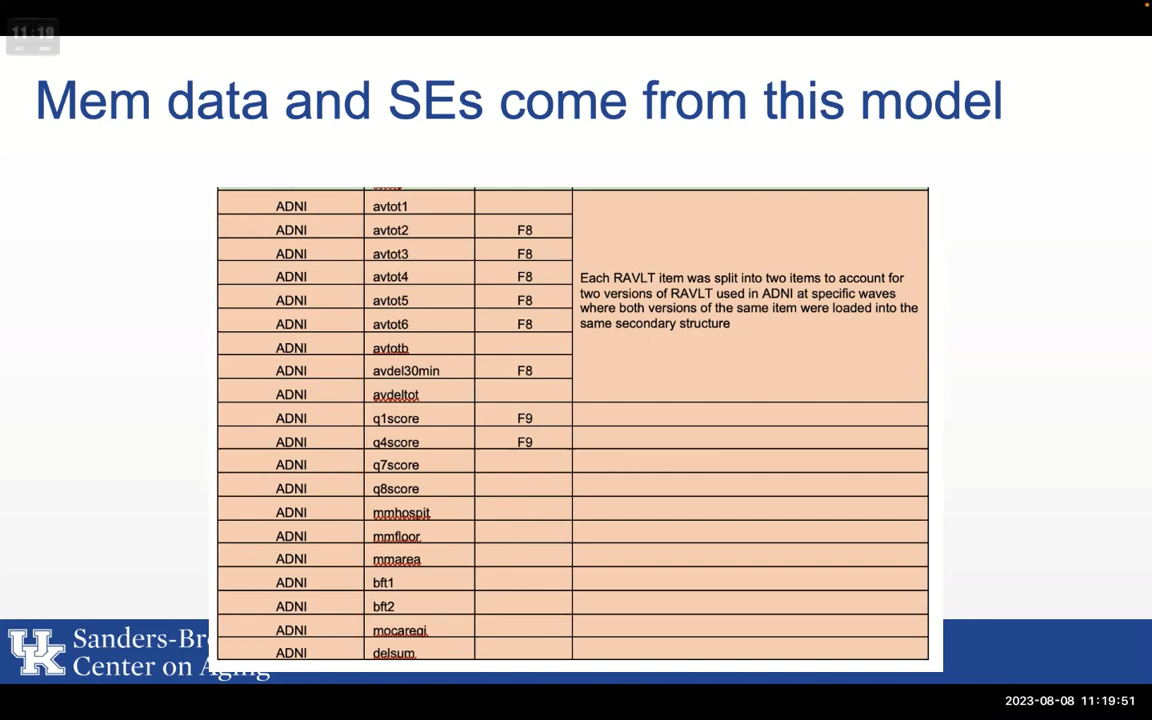 11:19
Mem data and SEs come from this model
ADNI avtot1
ADNI avtot2 F8
ADNI avtot3 F8
ADNI avtot4 F8
ADNI avtot5 F8
ADNI avtot6 F8
ADNI avtotb
ADNI avdel30min F8
ADNI avdeltot
Each RAVLT item was split into two items to account for
two versions of RAVLT used in ADNI at specific waves
where both versions of the same item were loaded into the
same secondary structure
ADNI q1score F9
ADNI q4score F9
ADNI q7score
ADNI q8score
ADNI mmhospit
ADNI mmfloor
ADNI mmarea
ADNI bft1
ADNI bft2
ADNI mocaregi
ADNI delsum
UK
Sanders-Br
Center on Aging
2023-08-08 11:19:51